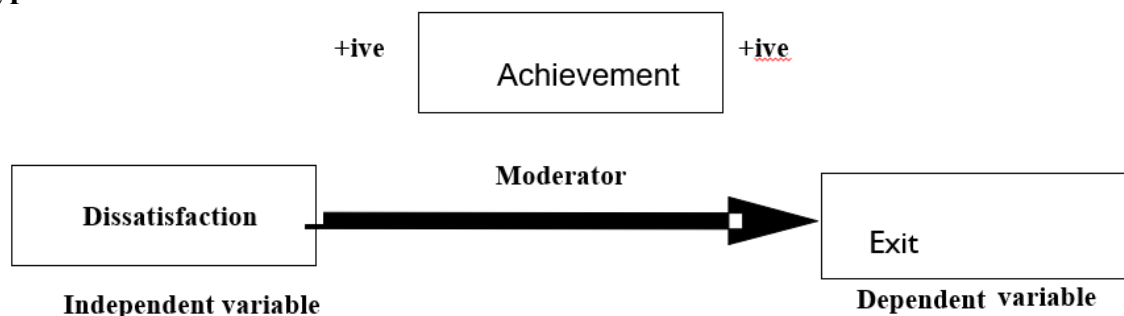 +ive
Achievement
+ive
Moderator
Dissatisfaction
Exit
Independent variable
Dependent variable